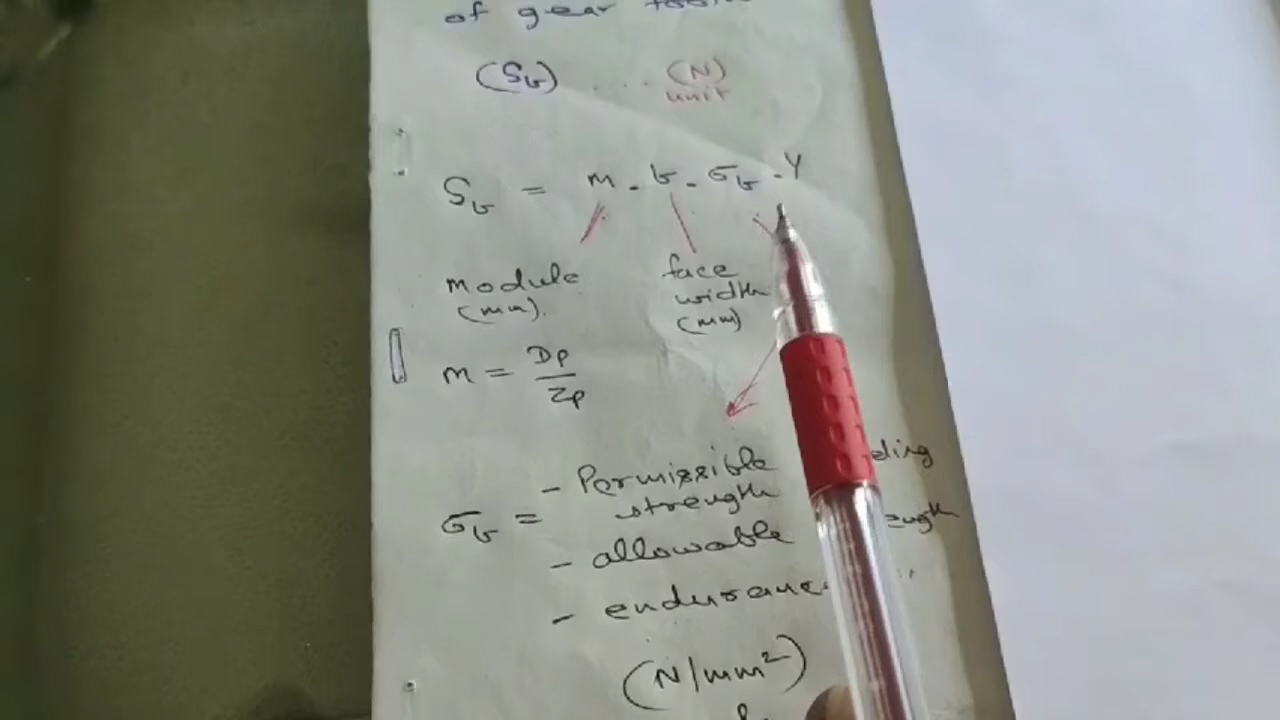 of gear
(Sb) .... (N)
unit
Sb = m . b . σb . Y
module
(mm).
face
width
(mm)
m = Dp/Zp
σb = - Permissible
strength
- allowable
- endurance
(N/mm²)